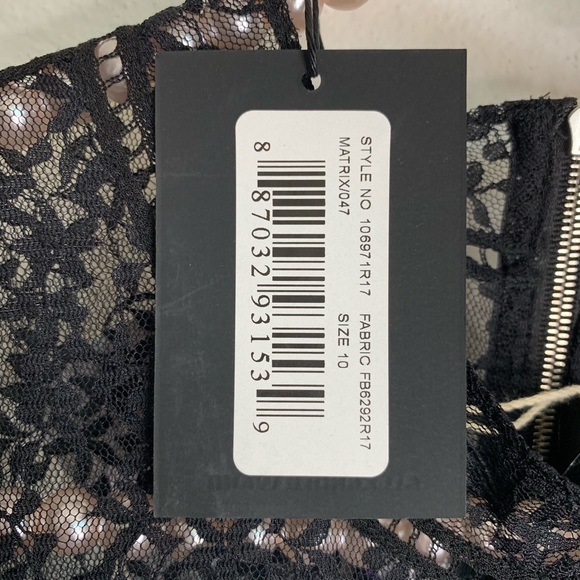 STYLE NO 106971R17 FABRIC FB6292R17
MATRIX/047 SIZE 10
8 87032 93153 9